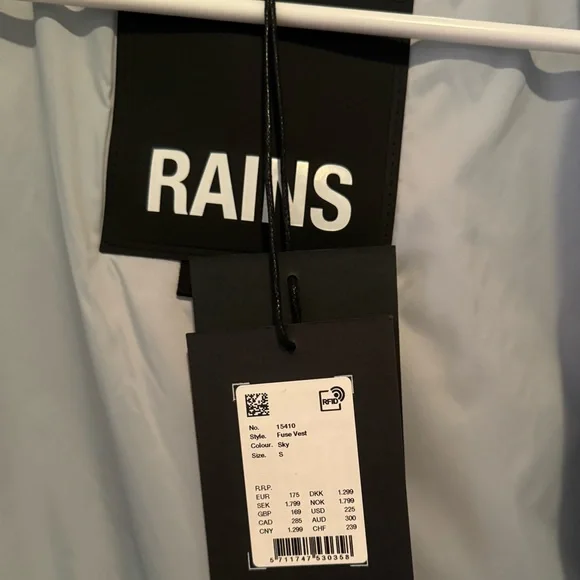 RAINS
RFID
No. 15410
Style. Fuse Vest
Colour. Sky
Size. S
R.R.P.
EUR 175 DKK 1.299
SEK 1.799 NOK 1.799
GBP 169 USD 225
CAD 285 AUD 300
CNY 1.299 CHF 239
5 711747 530358